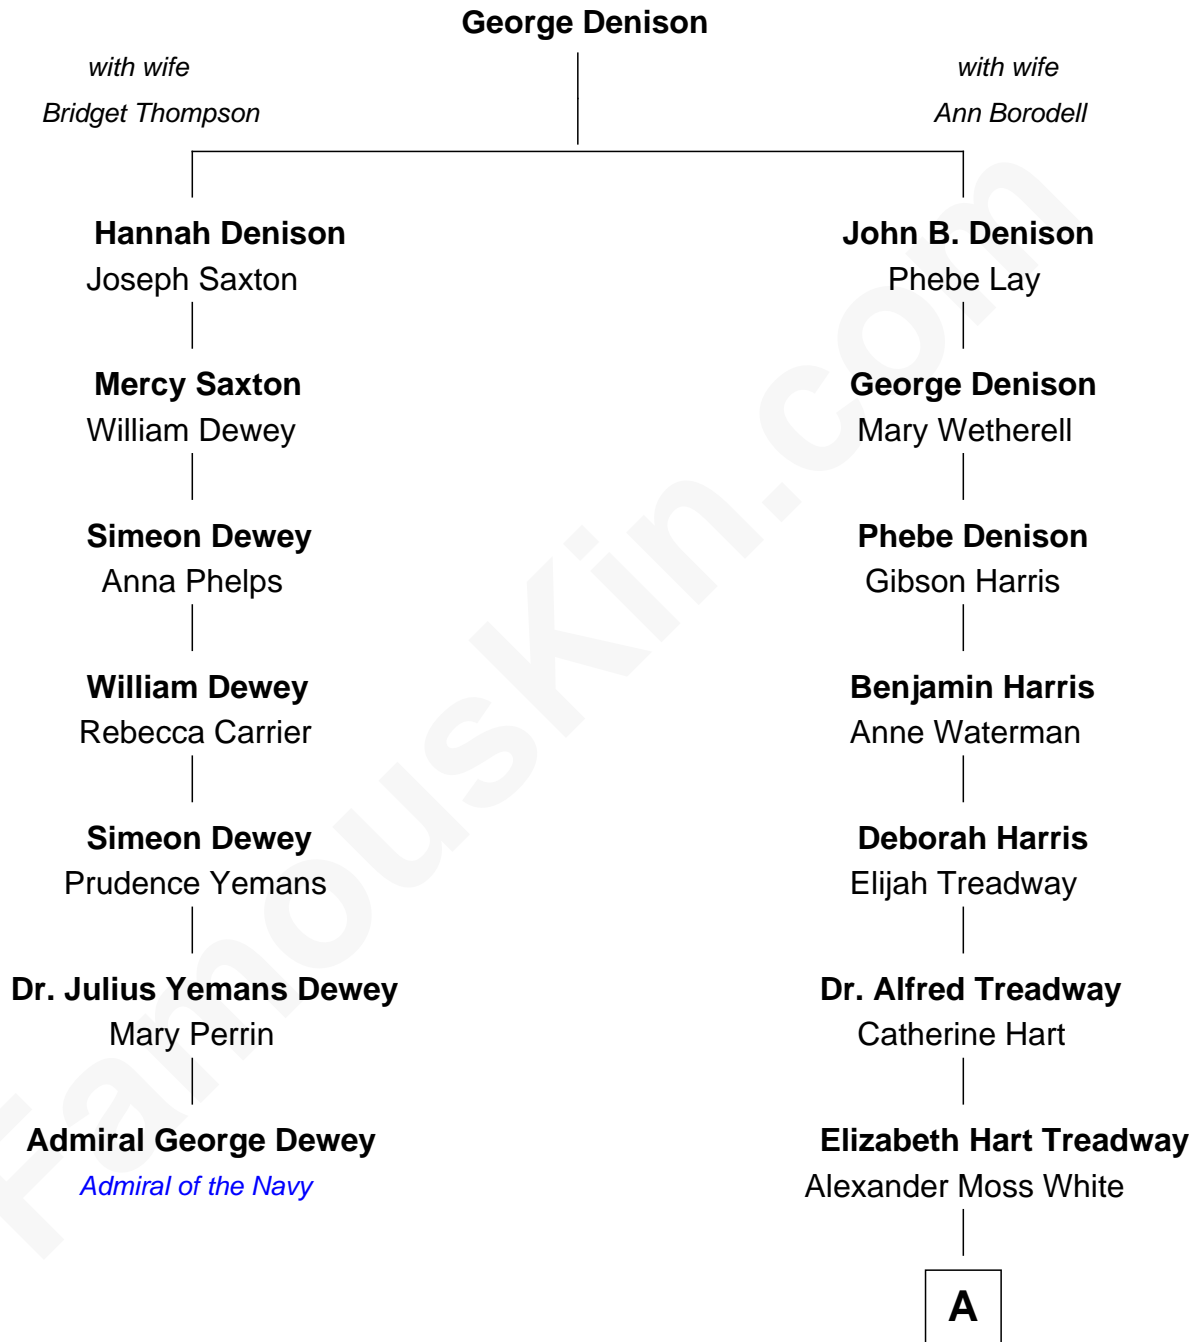 George Denison
with wife
Bridget Thompson
with wife
Ann Borodell
Hannah Denison
Joseph Saxton
John B. Denison
Phebe Lay
Mercy Saxton
William Dewey
George Denison
Mary Wetherell
Simeon Dewey
Anna Phelps
Phebe Denison
Gibson Harris
William Dewey
Rebecca Carrier
Benjamin Harris
Anne Waterman
Simeon Dewey
Prudence Yemans
Deborah Harris
Elijah Treadway
Dr. Julius Yemans Dewey
Mary Perrin
Dr. Alfred Treadway
Catherine Hart
Admiral George Dewey
Admiral of the Navy
Elizabeth Hart Treadway
Alexander Moss White
A
FamousKin.com